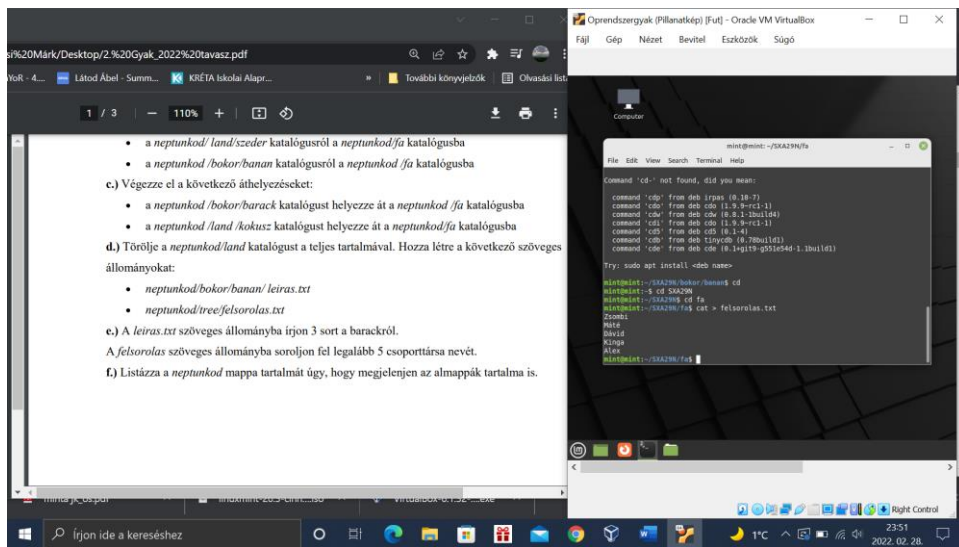 si%20Márk/Desktop/2.%20Gyak_2022%20tavasz.pdf
YoR - 4....
Látod Ábel - Summ...
KRÉTA Iskolai Alapr...
»
További könyvjelzők
Olvasási list
1 / 3
110%
a neptunkod/ land/szeder katalógusról a neptunkod/fa katalógusba
a neptunkod /bokor/banan katalógusról a neptunkod /fa katalógusba
c.) Végezze el a következő áthelyezéseket:
a neptunkod /bokor/barack katalógust helyezze át a neptunkod /fa katalógusba
a neptunkod /land /kokusz katalógust helyezze át a neptunkod/fa katalógusba
d.) Törölje a neptunkod/land katalógust a teljes tartalmával. Hozza létre a következő szöveges
állományokat:
neptunkod/bokor/banan/ leiras.txt
neptunkod/tree/felsorolas.txt
e.) A leiras.txt szöveges állományba írjon 3 sort a barackról.
A felsorolas szöveges állományba soroljon fel legalább 5 csoporttársa nevét.
f.) Listázza a neptunkod mappa tartalmát úgy, hogy megjelenjen az almappák tartalma is.
Oprendszergyak (Pillanatkép) [Fut] - Oracle VM VirtualBox
Fájl Gép Nézet Bevitel Eszközök Súgó
Computer
mint@mint: ~/SXA29N/fa
File Edit View Search Terminal Help
Command 'cd-' not found, did you mean:
command 'cdp' from deb irpas (0.10-7)
command 'cdo' from deb cdo (1.9.9~rc1-1)
command 'cdw' from deb cdw (0.8.1-1build4)
command 'cdi' from deb cdo (1.9.9~rc1-1)
command 'cd5' from deb cd5 (0.1-4)
command 'cdb' from deb tinycdb (0.78build1)
command 'cde' from deb cde (0.1+git9-g551e54d-1.1build1)
Try: sudo apt install <deb name>
mint@mint:~/SXA29N/bokor/banan$ cd
mint@mint:~$ cd SXA29N
mint@mint:~/SXA29N$ cd fa
mint@mint:~/SXA29N/fa$ cat > felsorolas.txt
Zsombi
Máté
Dávid
Kinga
Alex
mint@mint:~/SXA29N/fa$
Right Control
Írjon ide a kereséshez
1°C
23:51
2022. 02. 28.